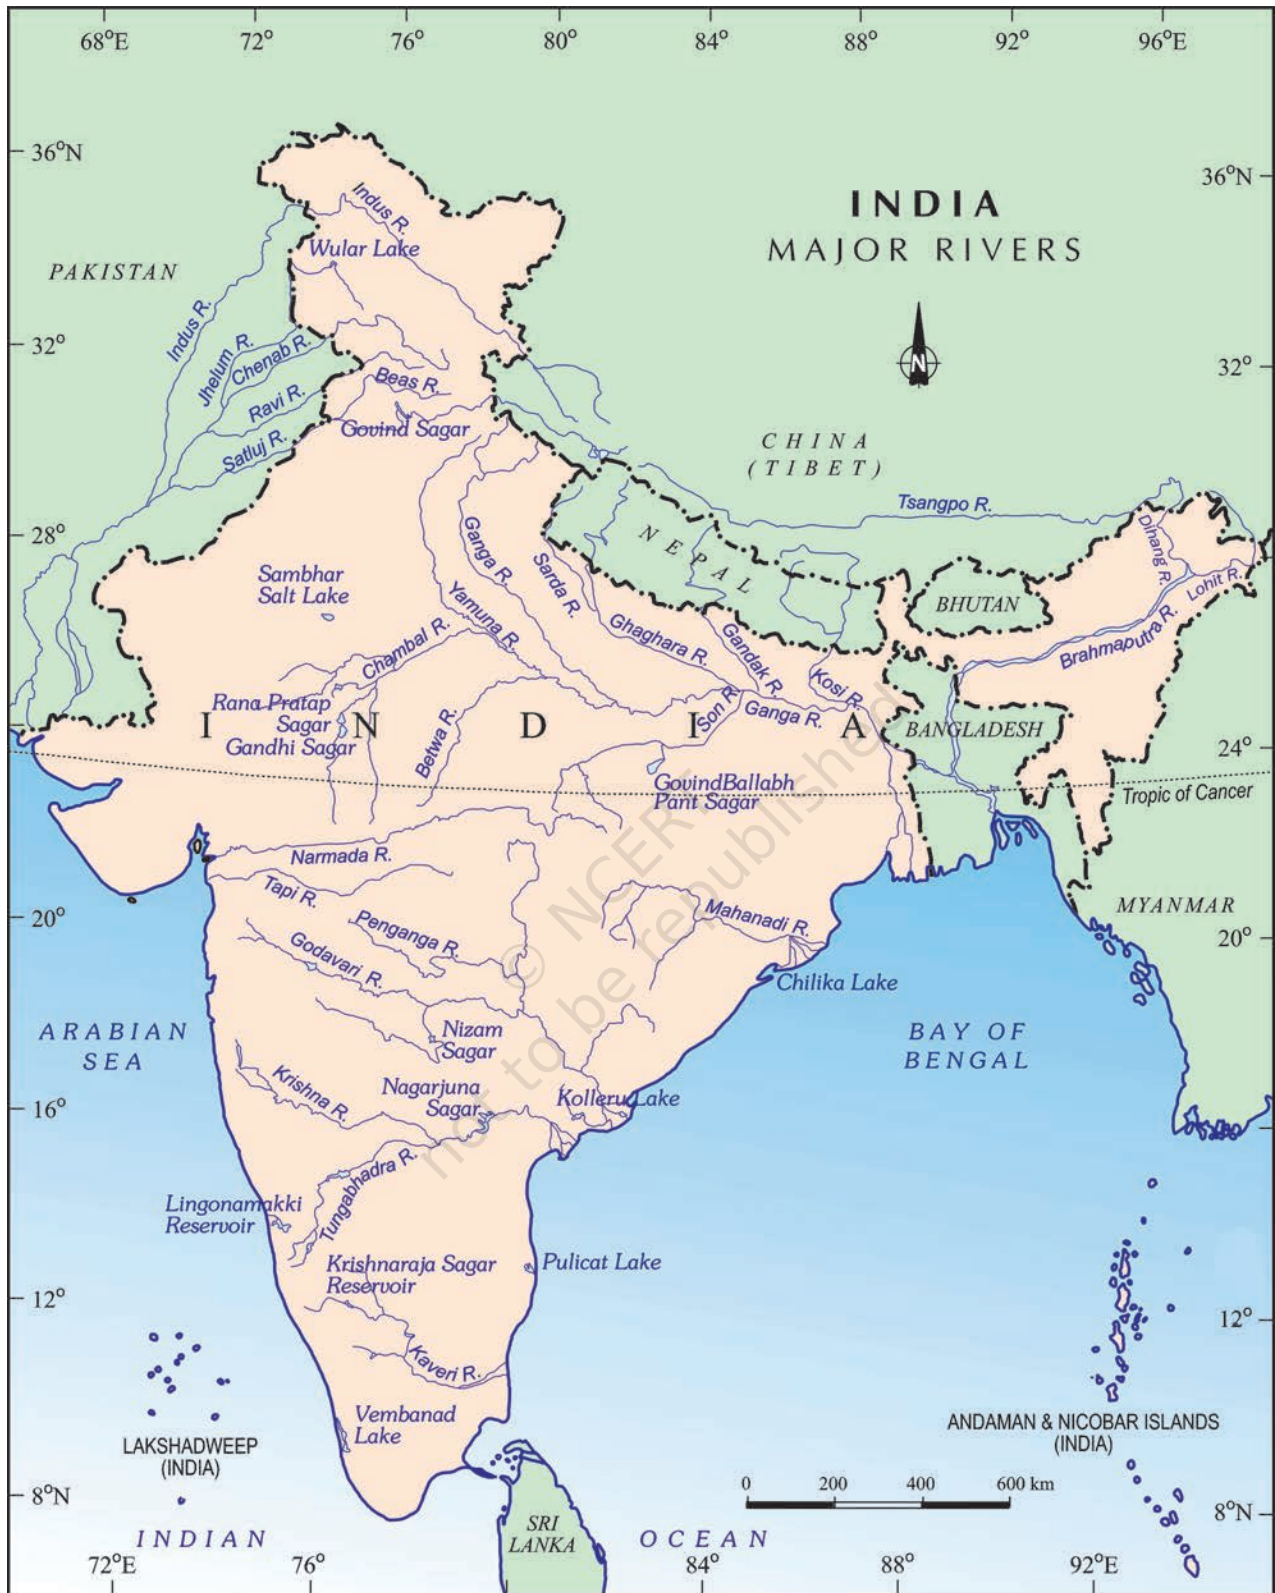 68°E 72° 76° 80° 84° 88° 92° 96°E
36°N
36°N
INDIA
MAJOR RIVERS
Indus R.
Wular Lake
PAKISTAN
N
Indus R.
Jhelum R.
Chenab R.
32°
32°
Beas R.
Ravi R.
Govind Sagar
Satluj R.
CHINA
(TIBET)
Tsangpo R.
28°
28°
Dihang R.
Lohit R.
NEPAL
BHUTAN
Brahmaputra R.
Ganga R.
Sarda R.
Sambhar
Salt Lake
Yamuna R.
Chambal R.
Ghaghara R.
Gandak R.
Kosi R.
Rana Pratap
Sagar
Gandhi Sagar
Betwa R.
Son R.
Ganga R.
I N D I A
BANGLADESH
24°
24°
GovindBallabh
Pant Sagar
Tropic of Cancer
Narmada R.
Tapi R.
Penganga R.
Mahanadi R.
MYANMAR
20°
20°
Godavari R.
Chilika Lake
ARABIAN
SEA
Nizam
Sagar
BAY OF
BENGAL
Krishna R.
Nagarjuna
Sagar
Kolleru Lake
16°
Tungabhadra R.
Lingonamakki
Reservoir
Krishnaraja Sagar
Reservoir
Pulicat Lake
12°
12°
Kaveri R.
Vembanad
Lake
LAKSHADWEEP
(INDIA)
ANDAMAN & NICOBAR ISLANDS
(INDIA)
0 200 400 600 km
8°N
8°N
SRI
LANKA
INDIAN OCEAN
72°E 76° 84° 88° 92°E
© NCERT
not to be republished